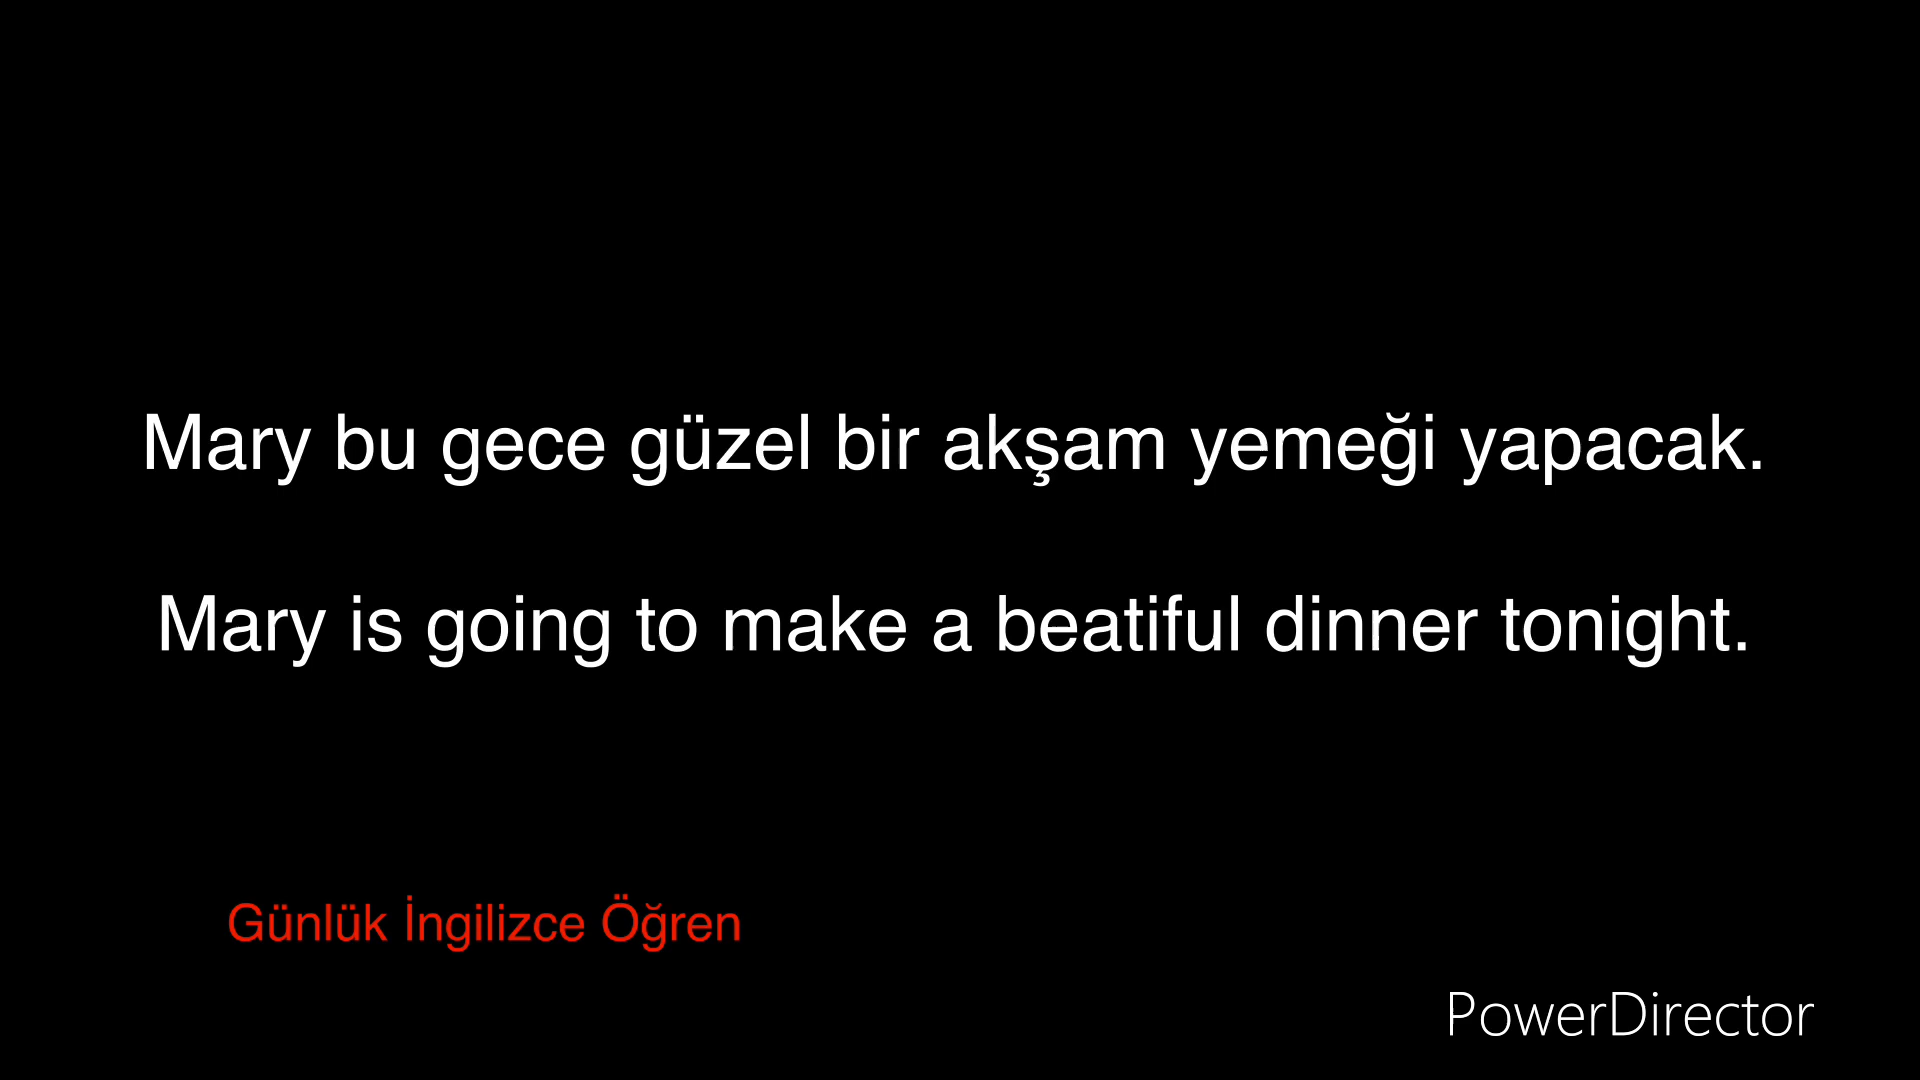 Mary bu gece güzel bir akşam yemeği yapacak.
Mary is going to make a beatiful dinner tonight.
Günlük İngilizce Öğren
PowerDirector